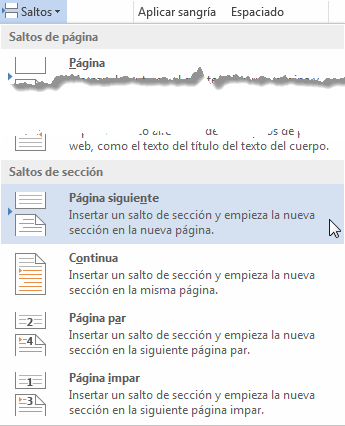 Saltos Aplicar sangría Espaciado
Saltos de página
Página
Saltos de sección
web, como el texto del título del texto del cuerpo.
Página siguiente
Insertar un salto de sección y empieza la nueva
sección en la nueva página.
Continua
Insertar un salto de sección y empieza la nueva
sección en la misma página.
2
4
Página par
Insertar un salto de sección y empieza la nueva
sección en la siguiente página par.
1
3
Página impar
Insertar un salto de sección y empieza la nueva
sección en la siguiente página impar.